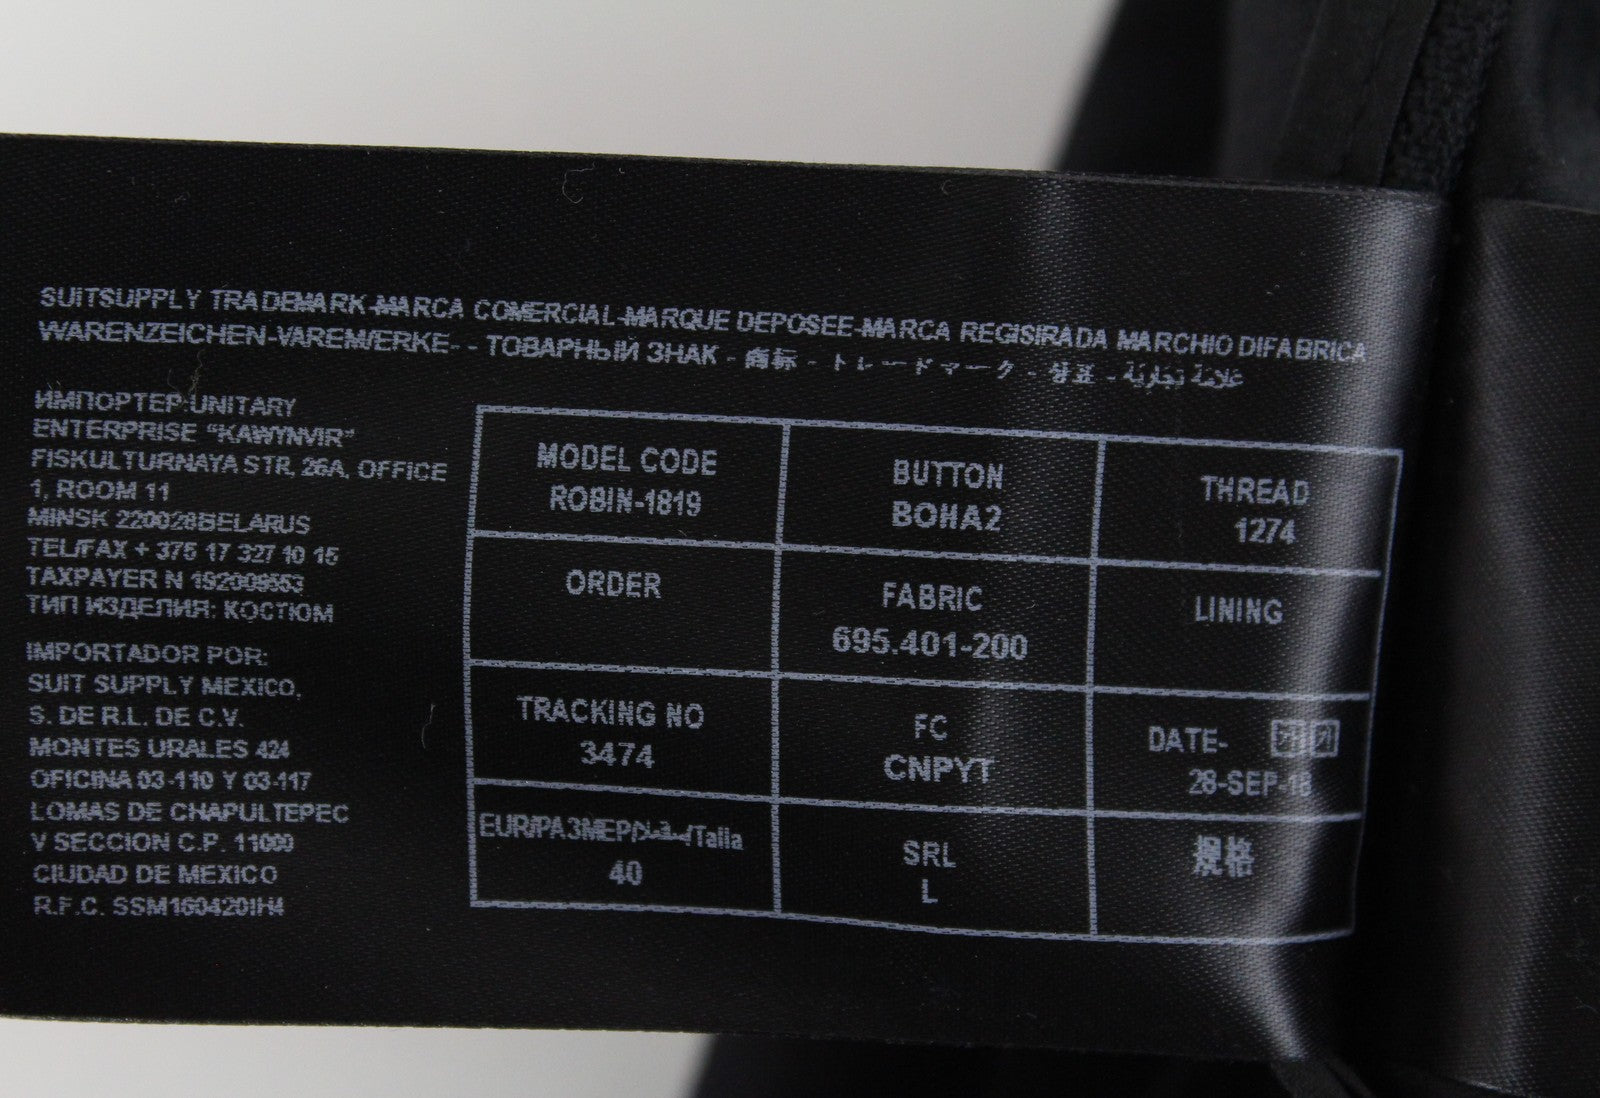 SUITSUPPLY TRADEMARK-MARCA COMERCIAL-MARQUE DEPOSEE-MARCA REGISIRADA MARCHIO DIFABRICA
WARENZEICHEN-VAREM/ERKE- - ТОВАРНЫЙ ЗНАК - 商标 - トレードマーク - 상표 -
ИМПОРТЕР:UNITARY
ENTERPRISE "KAWYNVIR"
FISKULTURNAYA STR, 26A, OFFICE
1, ROOM 11
MINSK 220028BELARUS
TEL/FAX + 375 17 327 10 15
TAXPAYER N 192009553
ТИП ИЗДЕЛИЯ: КОСТЮМ
IMPORTADOR POR:
SUIT SUPPLY MEXICO,
S. DE R.L. DE C.V.
MONTES URALES 424
OFICINA 03-110 Y 03-117
LOMAS DE CHAPULTEPEC
V SECCION C.P. 11000
CIUDAD DE MEXICO
R.F.C. SSM160420IH4
MODEL CODE
ROBIN-1819
BUTTON
BOHA2
THREAD
1274
ORDER
FABRIC
695.401-200
LINING
TRACKING NO
3474
FC
CNPYT
DATE-
28-SEP-18
EUR/РАЗМЕР/ /Talla
40
SRL
L
规格